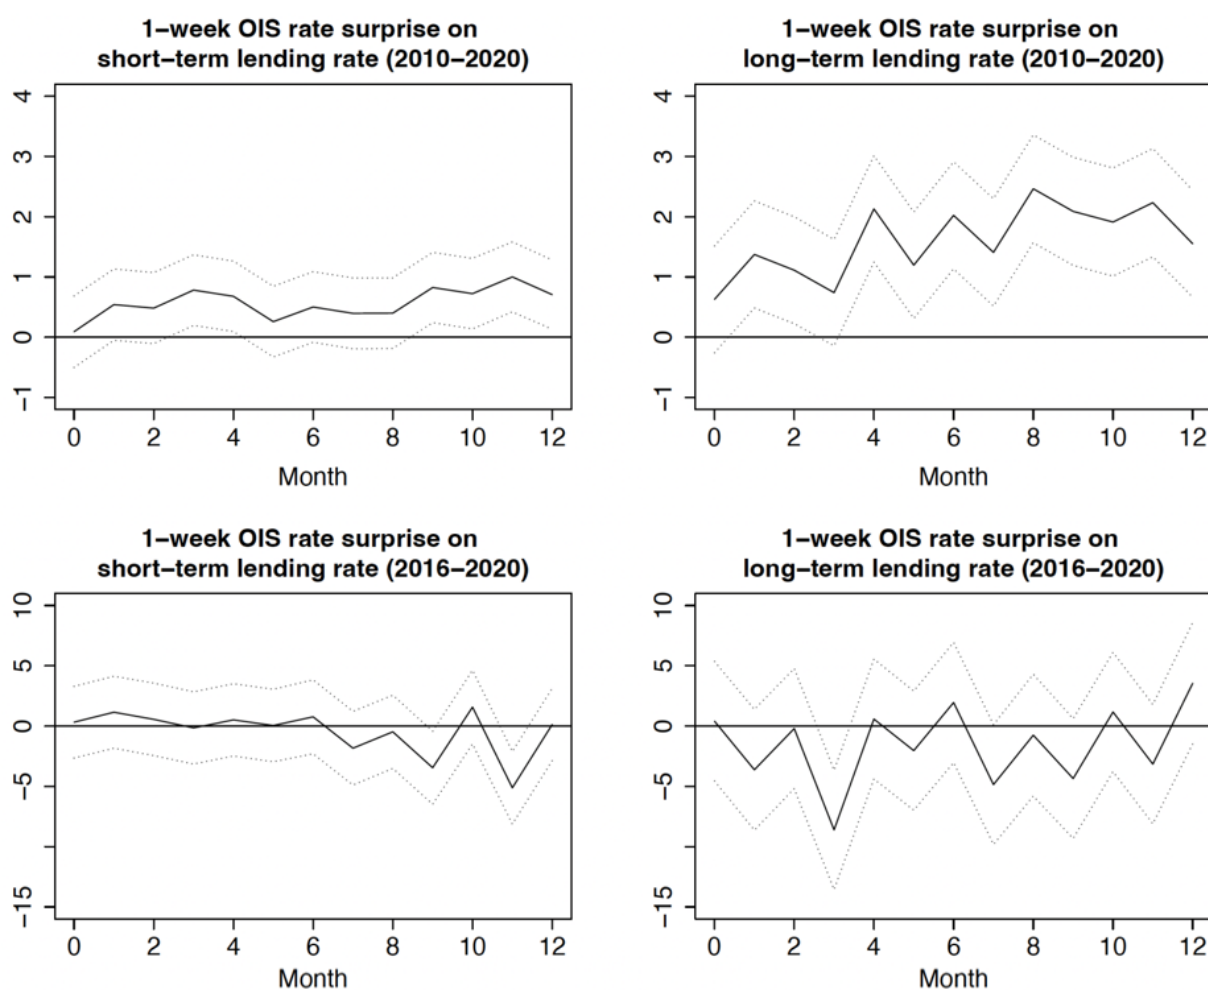 1−week OIS rate surprise on
short−term lending rate (2010−2020)
4
3
2
1
0
−1
0 2 4 6 8 10 12
Month
1−week OIS rate surprise on
long−term lending rate (2010−2020)
4
3
2
1
0
−1
0 2 4 6 8 10 12
Month
1−week OIS rate surprise on
short−term lending rate (2016−2020)
10
5
0
−5
−15
0 2 4 6 8 10 12
Month
1−week OIS rate surprise on
long−term lending rate (2016−2020)
10
5
0
−5
−15
0 2 4 6 8 10 12
Month